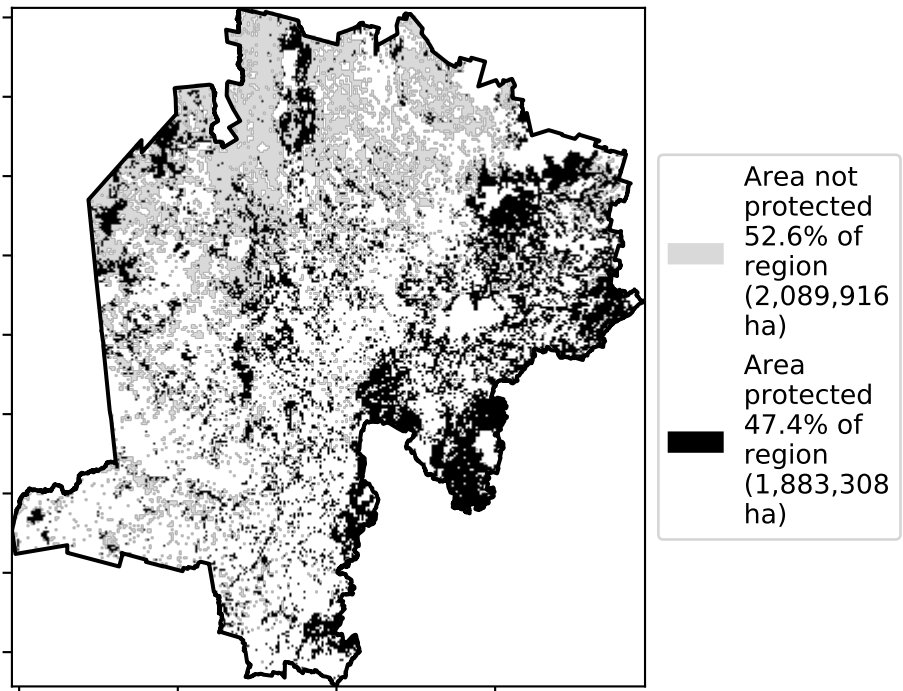 Area not
protected
52.6% of
region
(2,089,916
ha)
Area
protected
47.4% of
region
(1,883,308
ha)